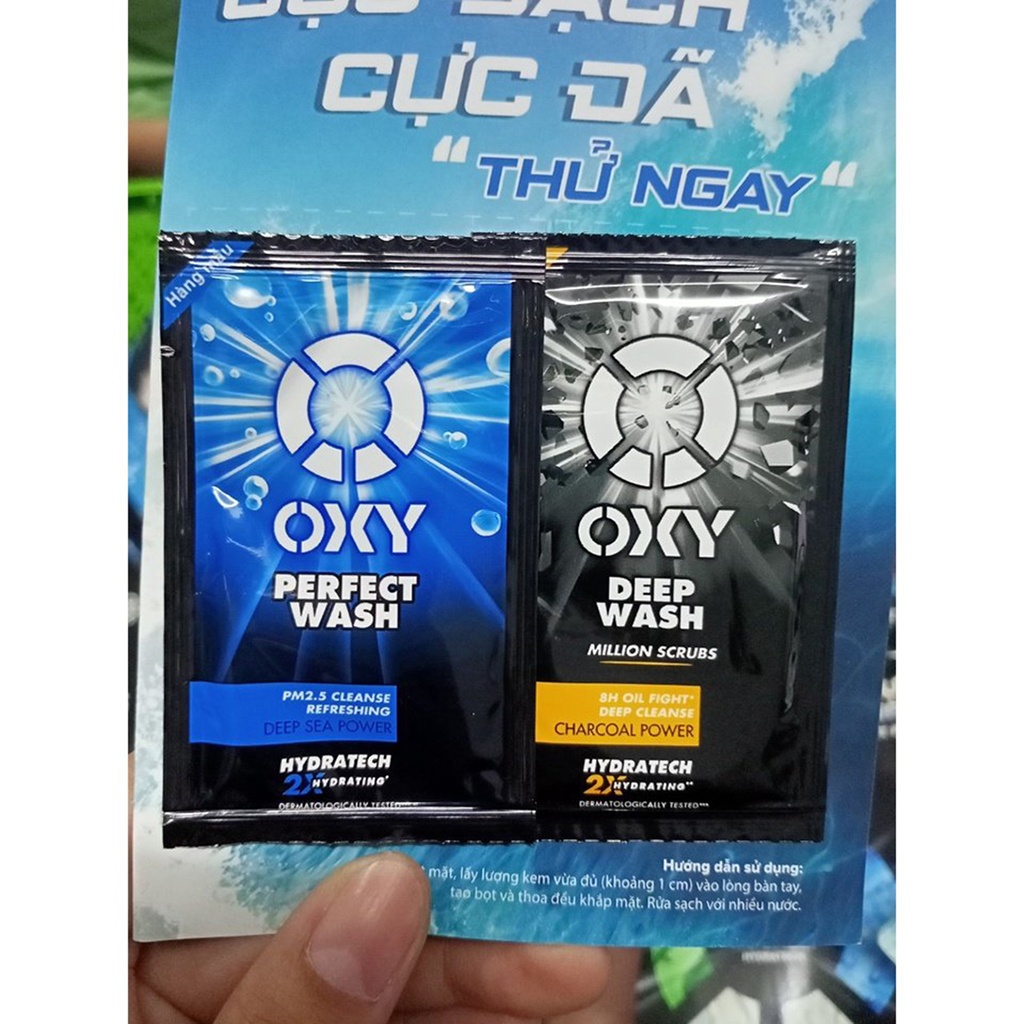 SẠCH
CỰC ĐÃ
"THỬ NGAY"
Hàng mẫu
OXY
PERFECT
WASH
PM2.5 CLEANSE
REFRESHING
DEEP SEA POWER
HYDRATECH
2X HYDRATING*
DERMATOLOGICALLY TESTED***
OXY
DEEP
WASH
MILLION SCRUBS
8H OIL FIGHT*
DEEP CLEANSE
CHARCOAL POWER
HYDRATECH
2X HYDRATING**
DERMATOLOGICALLY TESTED***
Hướng dẫn sử dụng:
mặt, lấy lượng kem vừa đủ (khoảng 1 cm) vào lòng bàn tay,
tạo bọt và thoa đều khắp mặt. Rửa sạch với nhiều nước.